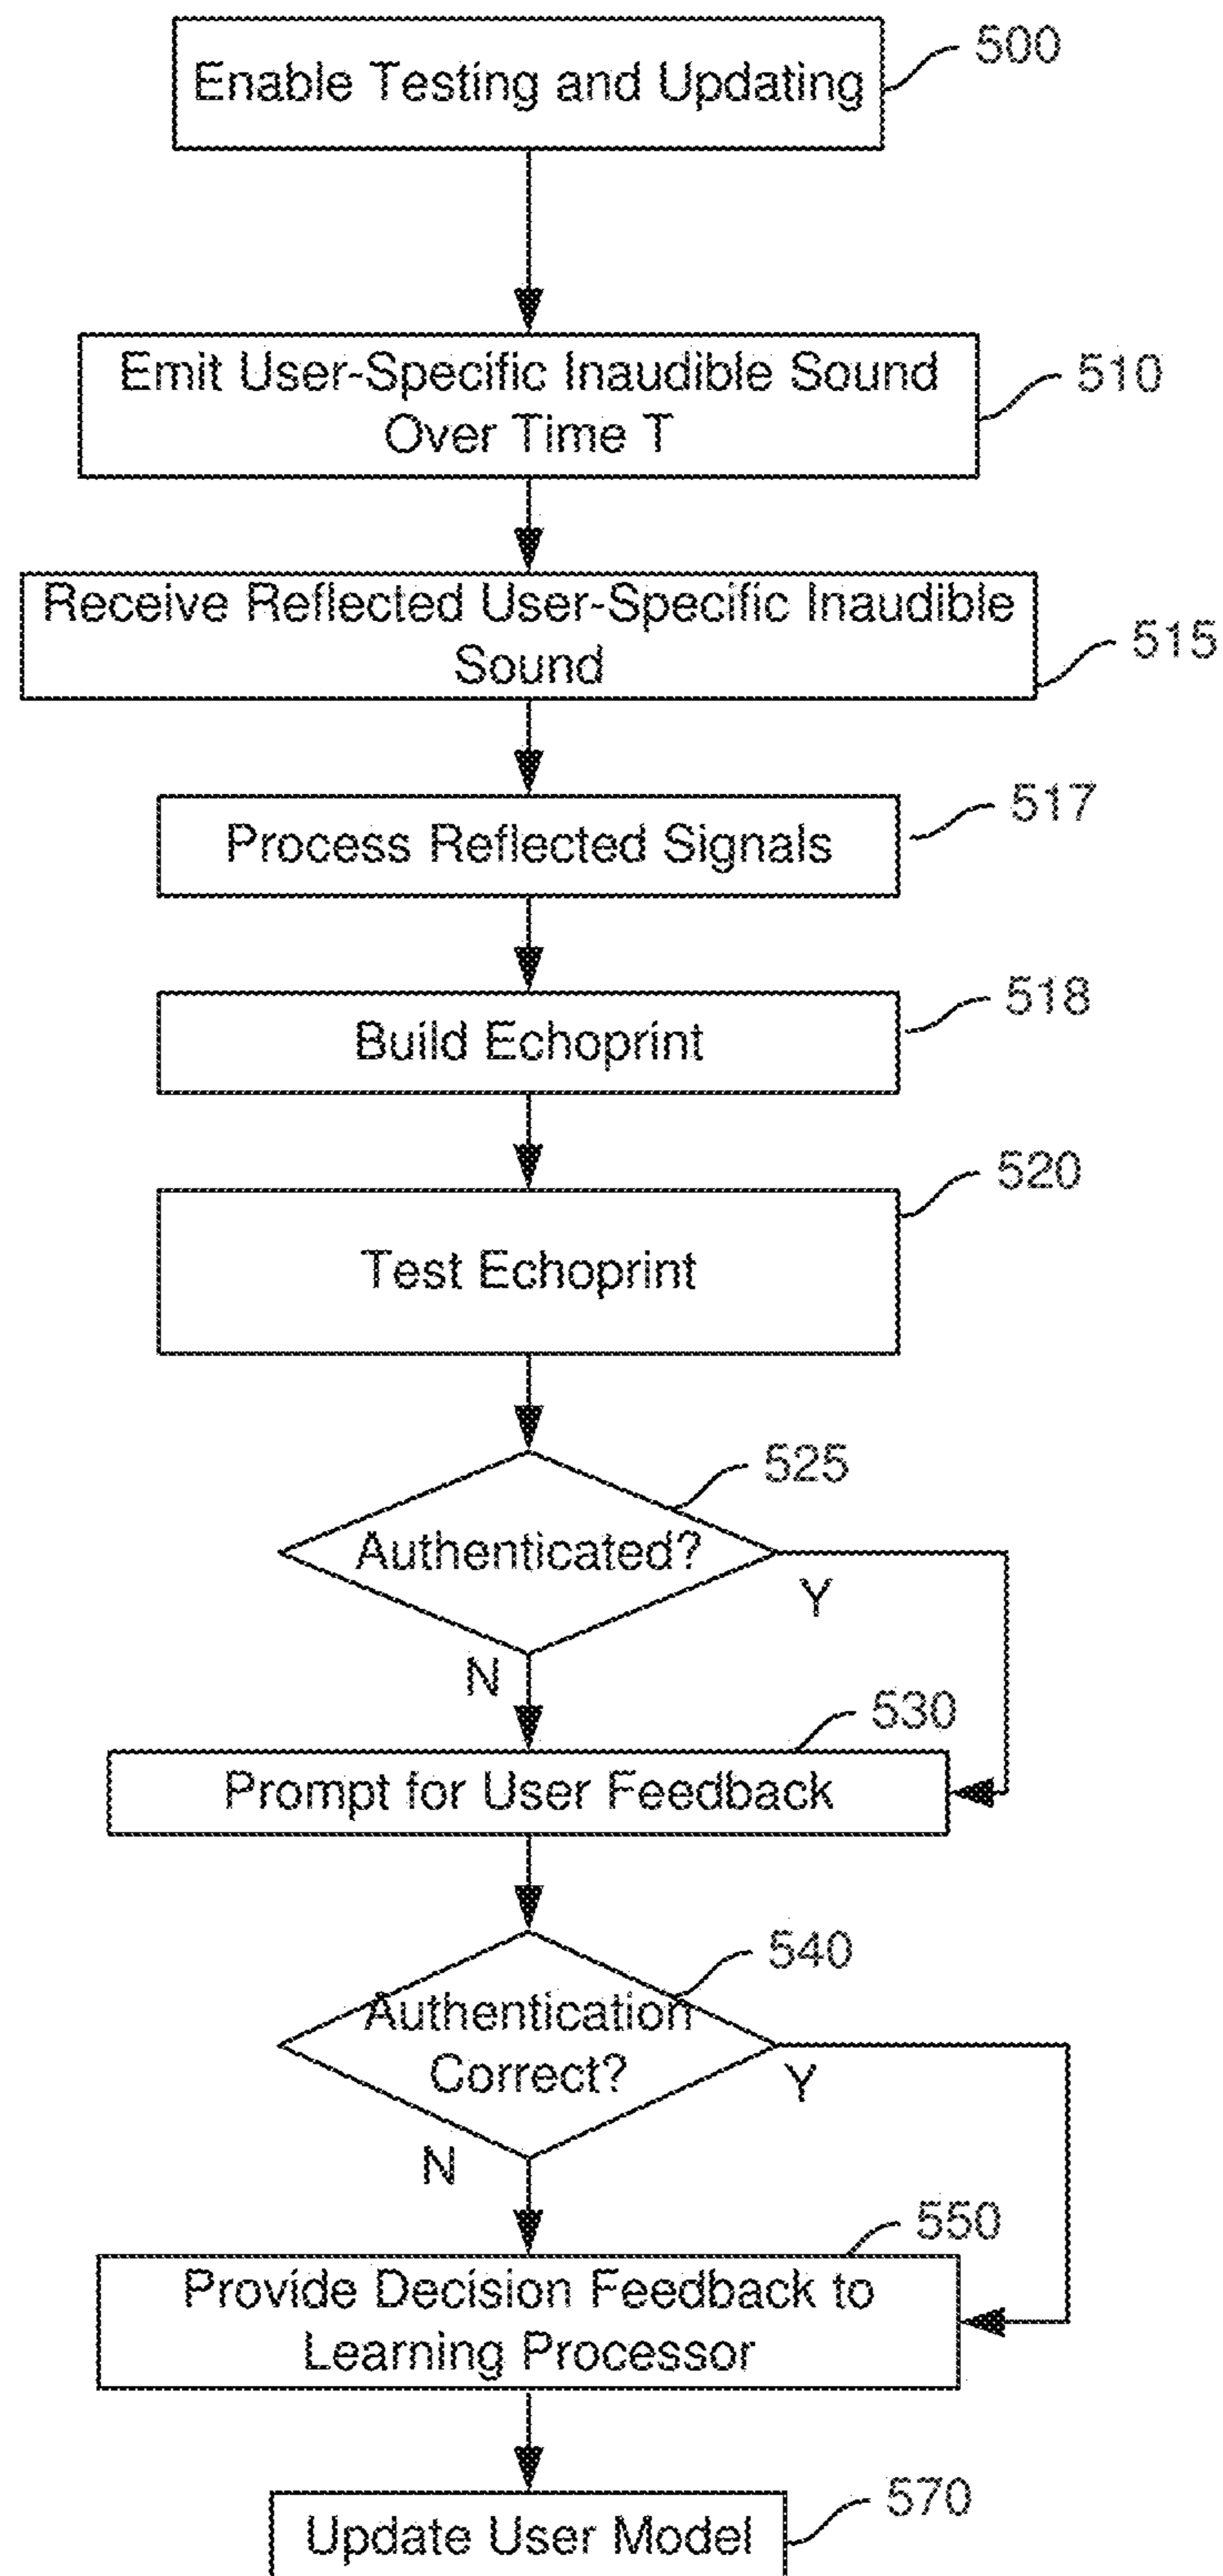 500
Enable Testing and Updating
Emit User-Specific Inaudible Sound
Over Time T
510
Receive Reflected User-Specific Inaudible
Sound
515
517
Process Reflected Signals
518
Build Echoprint
520
Test Echoprint
525
Authenticated?
Y
N
530
Prompt for User Feedback
540
Authentication
Correct?
Y
N
550
Provide Decision Feedback to
Learning Processor
570
Update User Model